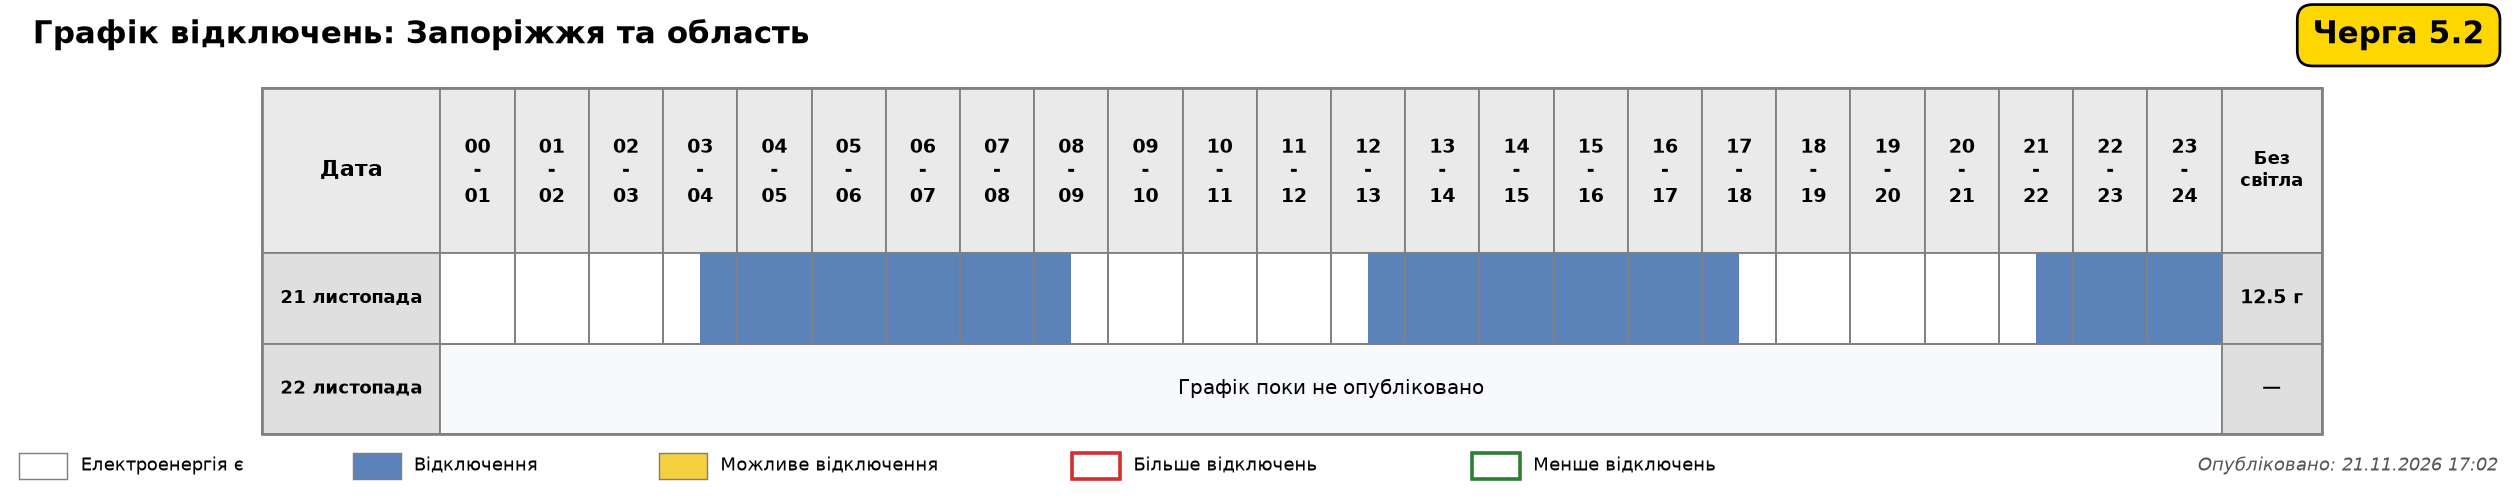 Графік відключень: Запоріжжя та область
Черга 5.2
Дата
00 - 01
01 - 02
02 - 03
03 - 04
04 - 05
05 - 06
06 - 07
07 - 08
08 - 09
09 - 10
10 - 11
11 - 12
12 - 13
13 - 14
14 - 15
15 - 16
16 - 17
17 - 18
18 - 19
19 - 20
20 - 21
21 - 22
22 - 23
23 - 24
Без
світла
21 листопада
12.5 г
22 листопада
Графік поки не опубліковано
—
Електроенергія є
Відключення
Можливе відключення
Більше відключень
Менше відключень
Опубліковано: 21.11.2026 17:02